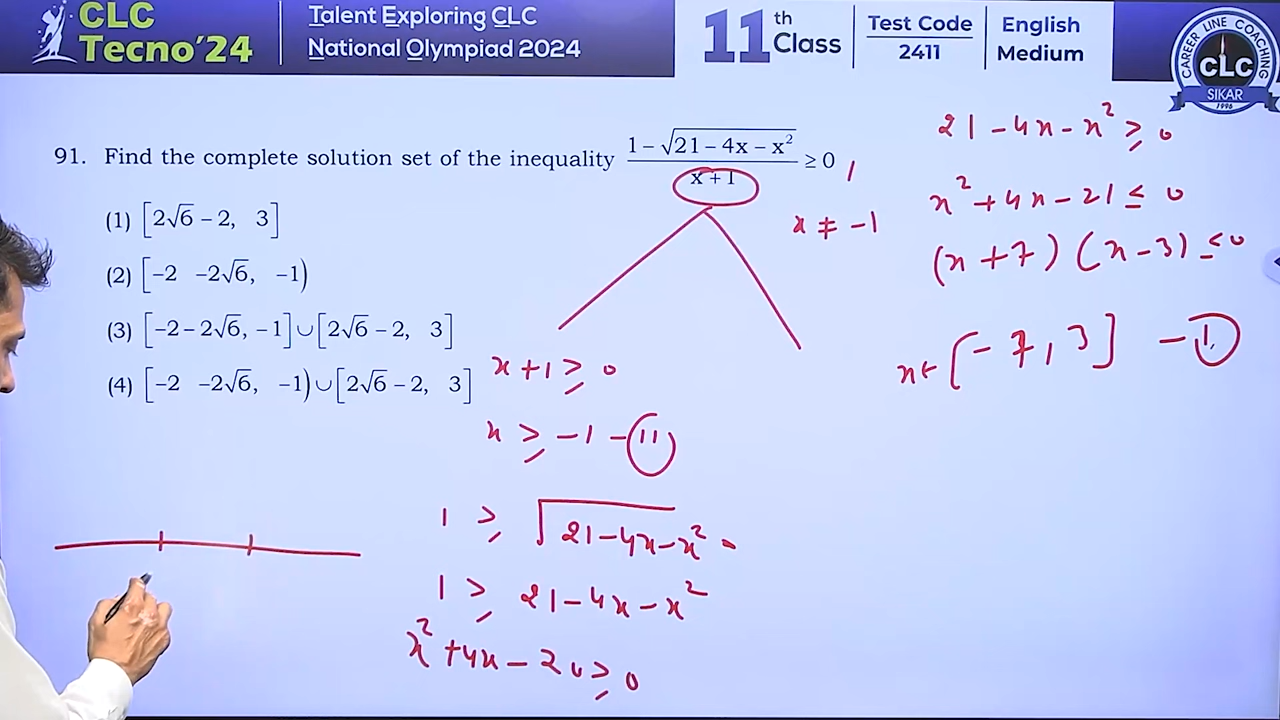 CLC
Tecno'24
Talent Exploring CLC
National Olympiad 2024
11th Class
Test Code
2411
English
Medium
CAREER LINE COACHING
CLC
SIKAR
1996
91. Find the complete solution set of the inequality (1 − √(21 − 4x − x²))/(x + 1) ≥ 0,
(1) [2√6 − 2, 3]
(2) [−2 −2√6, −1)
(3) [−2 − 2√6, −1] ∪ [2√6 − 2, 3]
(4) [−2 −2√6, −1) ∪ [2√6 − 2, 3]
x ≠ −1
x + 1 ≥ 0
x ≥ −1 − (11)
1 ≥ √(21 − 4x − x²)
1 ≥ 21 − 4x − x²
x² + 4x − 20 ≥ 0
21 − 4x − x² ≥ 0
x² + 4x − 21 ≤ 0
(x + 7) (x − 3) ≤ 0
x ∈ [−7, 3] − (1)